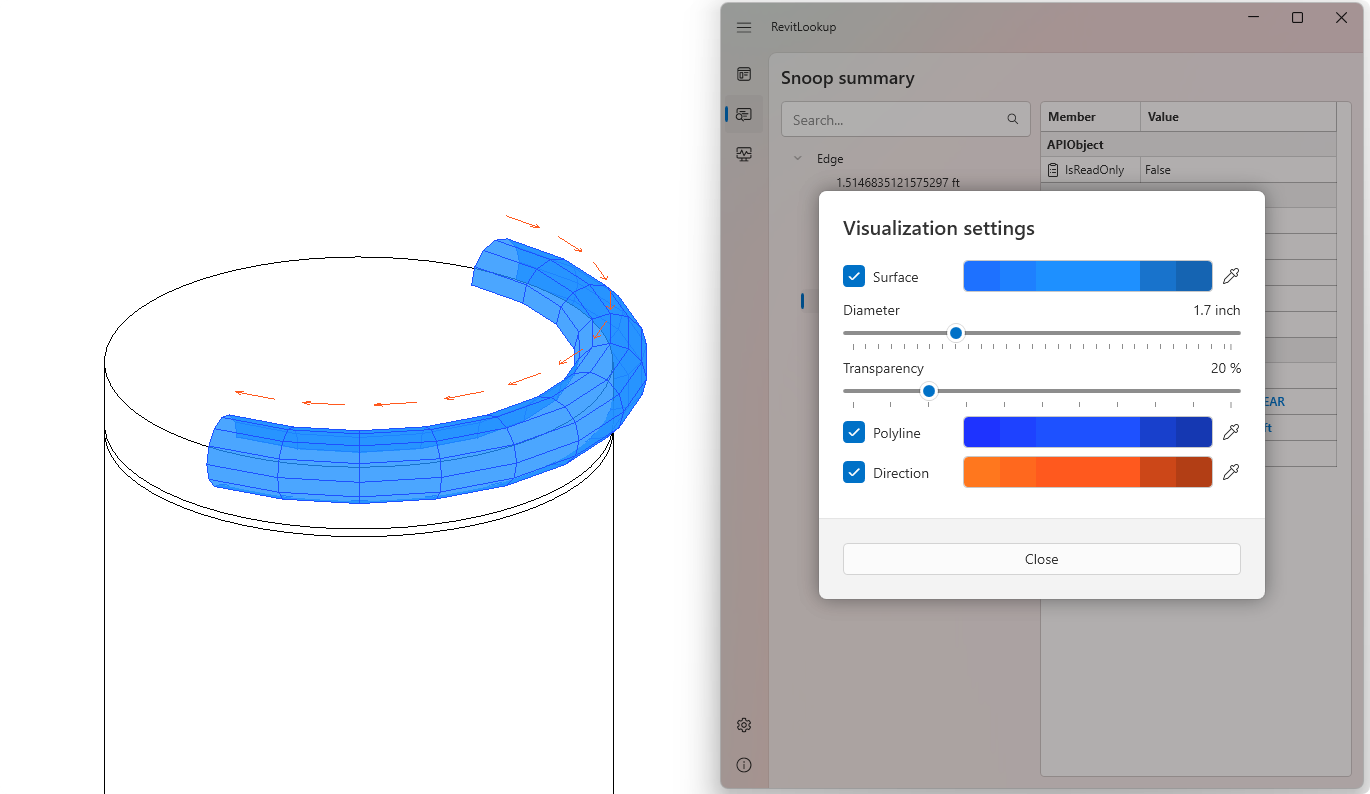 RevitLookup
Snoop summary
Search...
Member Value
Edge
APIObject
1.5146835121575297 ft
IsReadOnly False
Visualization settings
Surface
Diameter 1.7 inch
Transparency 20 %
EAR
ft
Polyline
Direction
Close